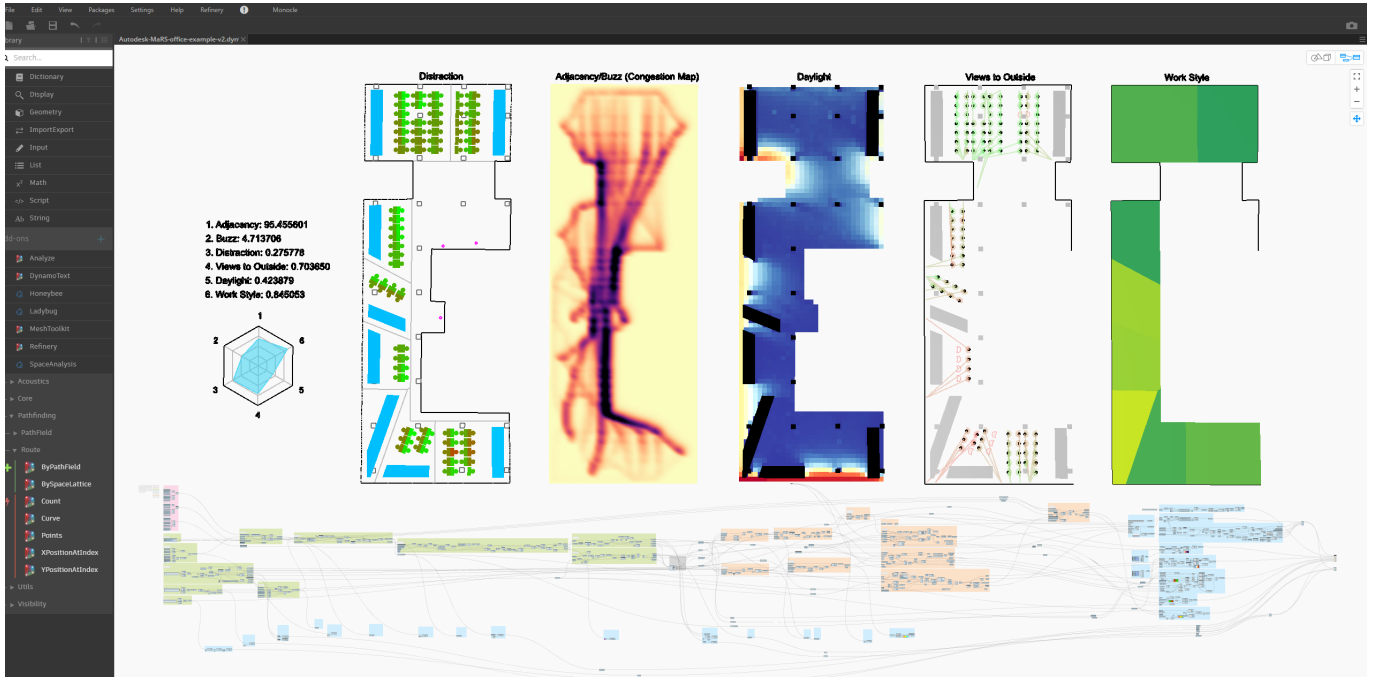 File Edit View Packages Settings Help Refinery Monocle
brary
Autodesk-MaRS-office-example-v2.dyn*
Search...
Dictionary
Display
Geometry
ImportExport
Input
List
Math
Script
String
dd-ons
Analyze
DynamoText
Honeybee
Ladybug
MeshToolkit
Refinery
SpaceAnalysis
Acoustics
Core
Pathfinding
PathField
Route
ByPathField
BySpaceLattice
Count
Curve
Points
XPositionAtIndex
YPositionAtIndex
Utils
Visibility
Distraction
Adjacency/Buzz (Congestion Map)
Daylight
Views to Outside
Work Style
1. Adjacency: 95.455601
2. Buzz: 4.713706
3. Distraction: 0.275778
4. Views to Outside: 0.703650
5. Daylight: 0.423879
6. Work Style: 0.845053
1
2
6
3
5
4